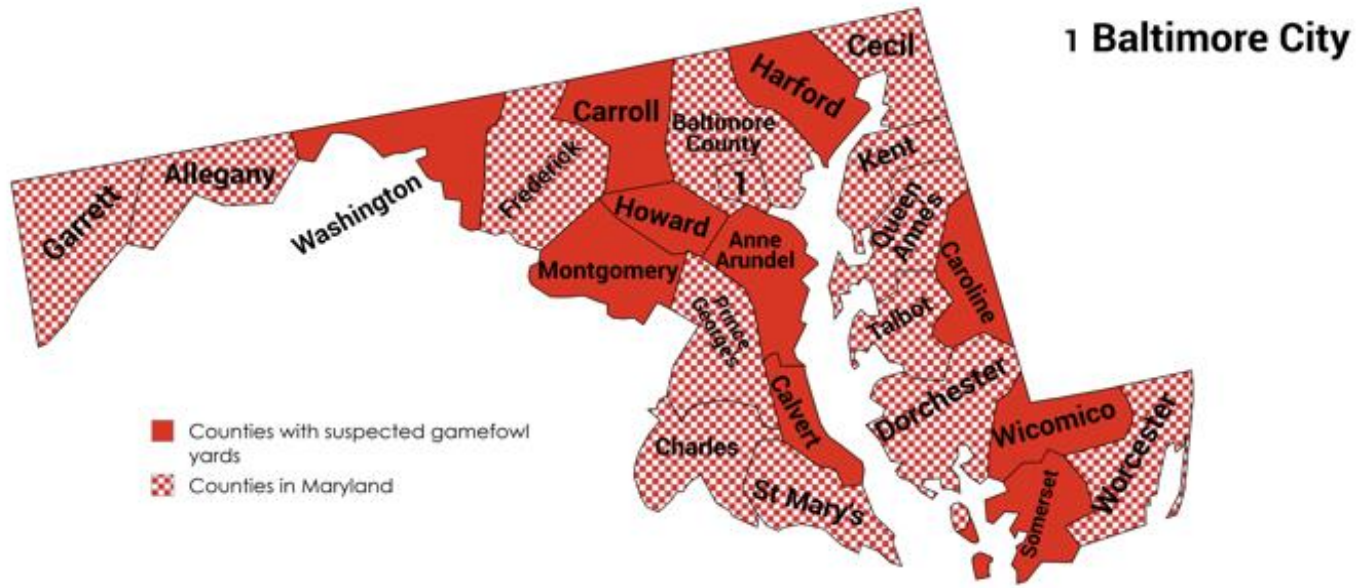 1 Baltimore City
Cecil
Harford
Carroll
Baltimore
County
1
Kent
Allegany
Garrett
Washington
Frederick
Howard
Queen
Anne's
Anne
Arundel
Montgomery
Caroline
Prince
George's
Talbot
Calvert
Dorchester
Wicomico
Worcester
Charles
St Mary's
Somerset
Counties with suspected gamefowl
yards
Counties in Maryland